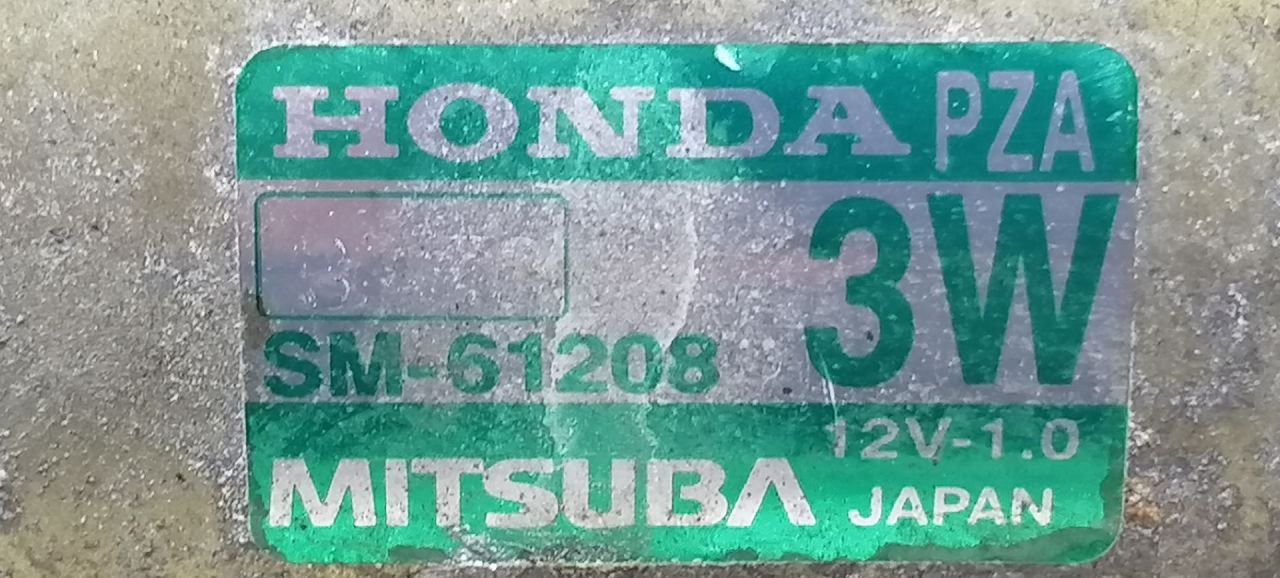 HONDA PZA
3W
SM-61208
12V-1.0
MITSUBA JAPAN